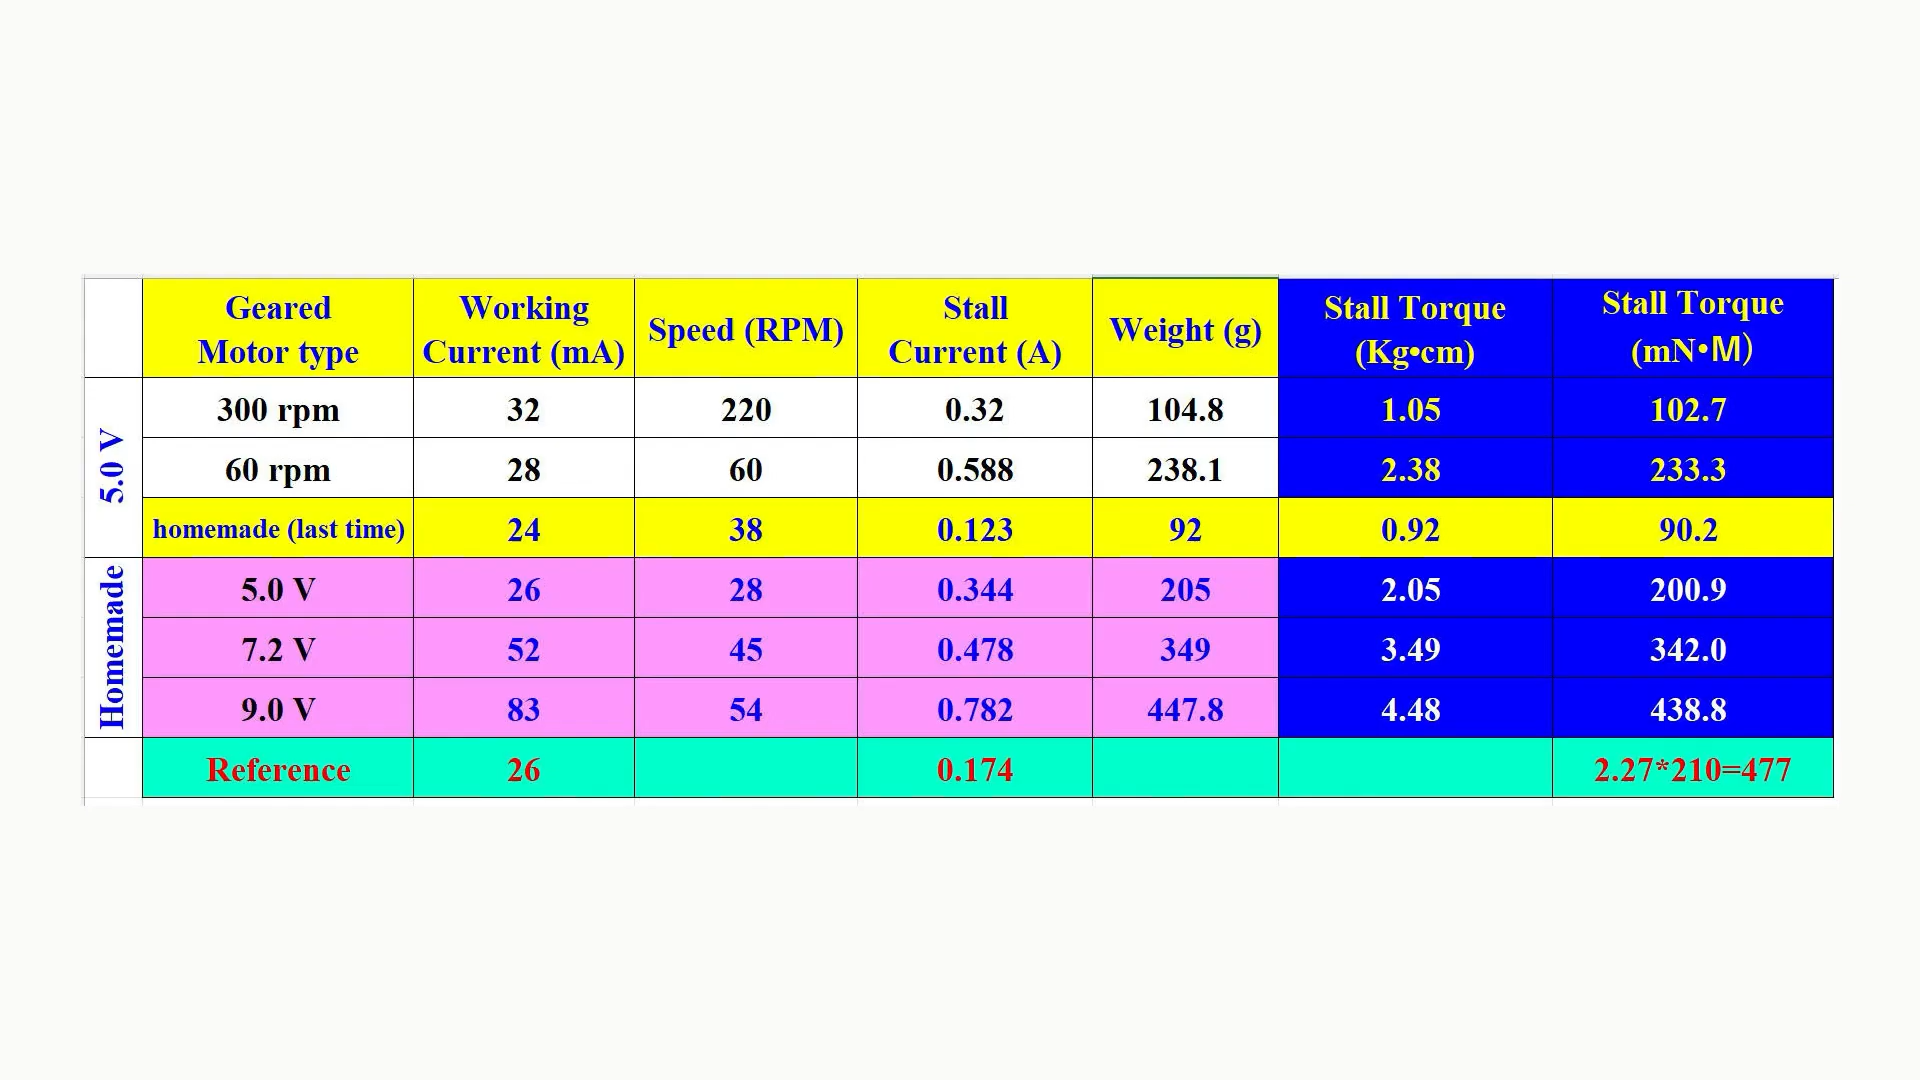 Geared
Motor type
Working
Current (mA)
Speed (RPM)
Stall
Current (A)
Weight (g)
Stall Torque
(Kg•cm)
Stall Torque
(mN•M)
5.0 V
300 rpm 32 220 0.32 104.8 1.05 102.7
60 rpm 28 60 0.588 238.1 2.38 233.3
homemade (last time) 24 38 0.123 92 0.92 90.2
Homemade
5.0 V 26 28 0.344 205 2.05 200.9
7.2 V 52 45 0.478 349 3.49 342.0
9.0 V 83 54 0.782 447.8 4.48 438.8
Reference 26 0.174 2.27*210=477